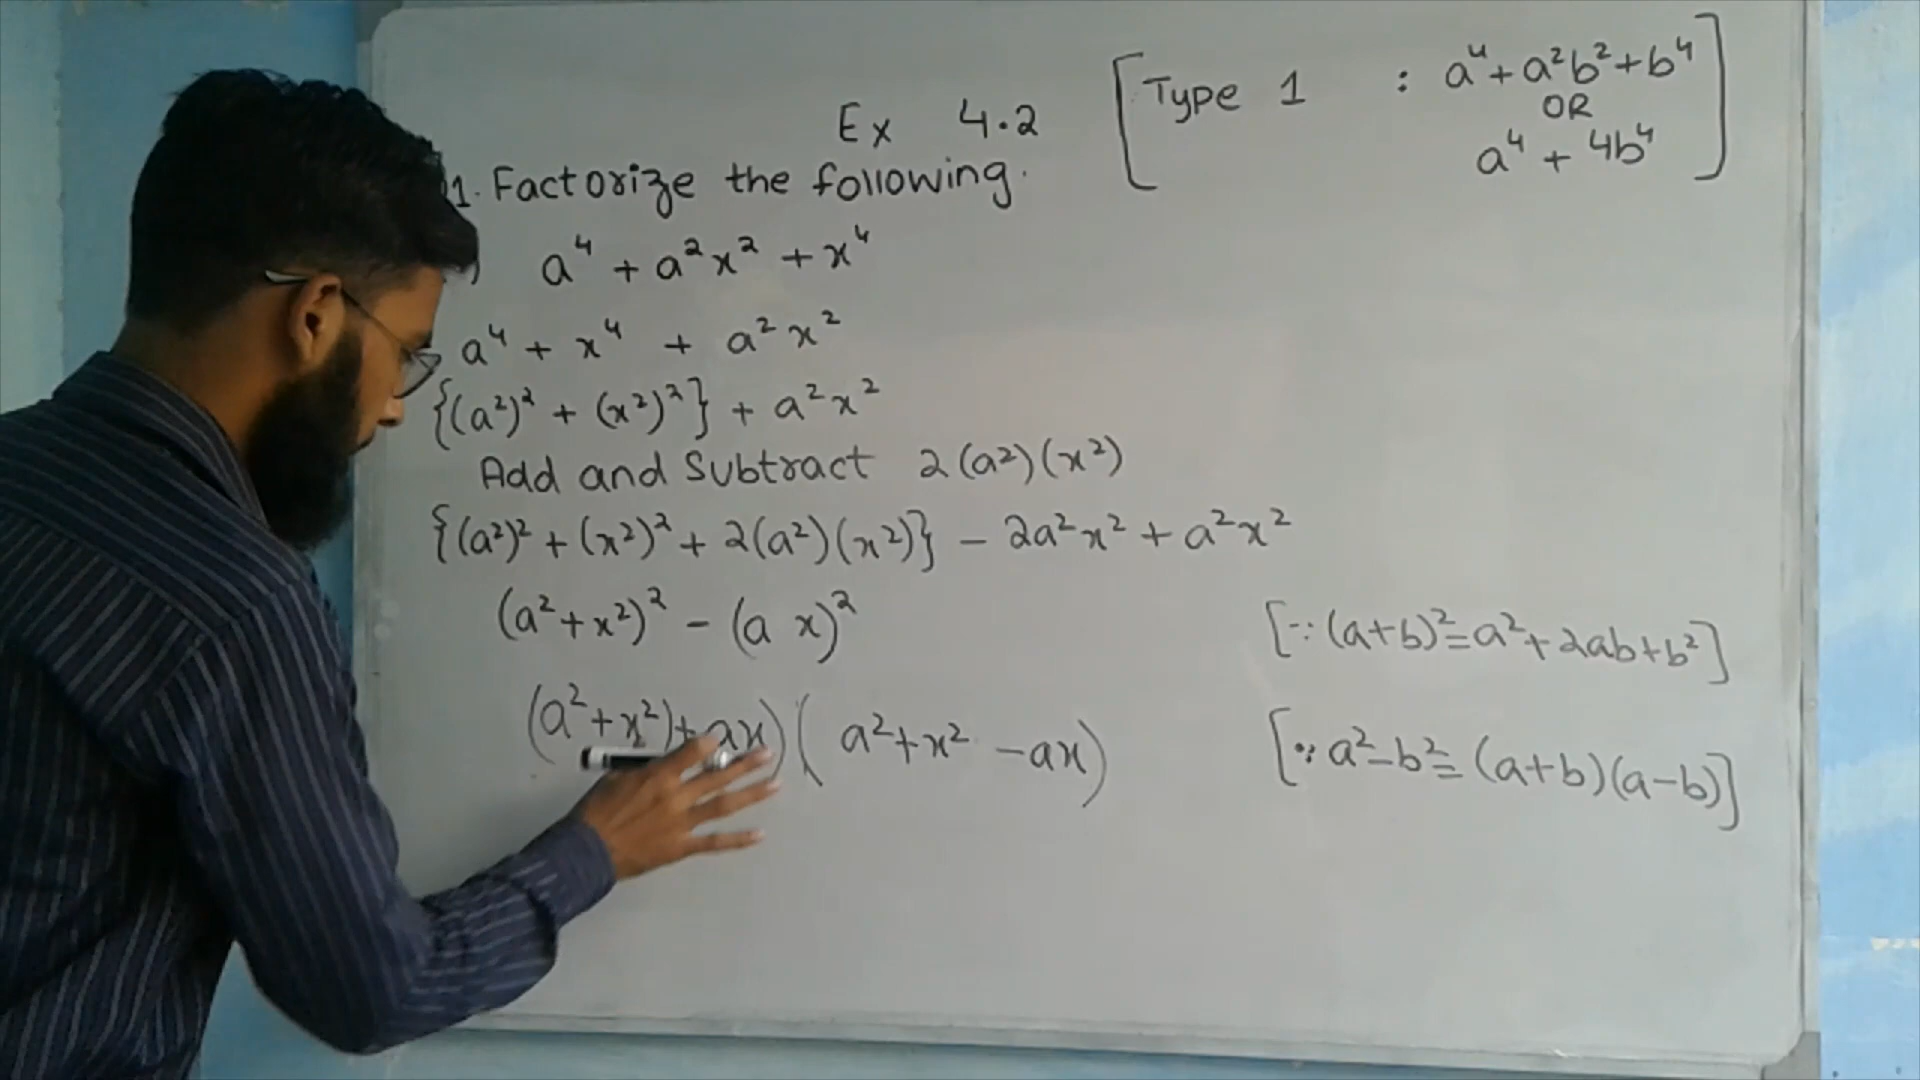 Ex 4.2
[Type 1 : a⁴ + a²b² + b⁴
OR
a⁴ + 4b⁴]
1. Factorize the following.
) a⁴ + a²x² + x⁴
a⁴ + x⁴ + a²x²
{(a²)² + (x²)²} + a²x²
Add and Subtract 2(a²)(x²)
{(a²)² + (x²)² + 2(a²)(x²)} - 2a²x² + a²x²
(a² + x²)² - (a x)² [∵ (a+b)² = a² + 2ab + b²]
(a² + x²) + ax) ( a² + x² - ax) [∵ a² - b² = (a+b)(a-b)]